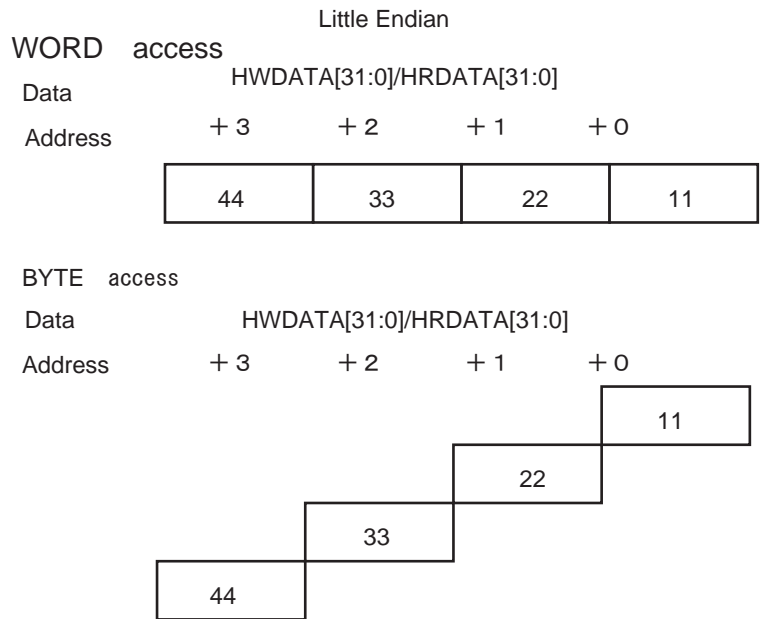 Little Endian
WORD access
Data HWDATA[31:0]/HRDATA[31:0]
Address +3 +2 +1 +0
44 33 22 11
BYTE access
Data HWDATA[31:0]/HRDATA[31:0]
Address +3 +2 +1 +0
11
22
33
44